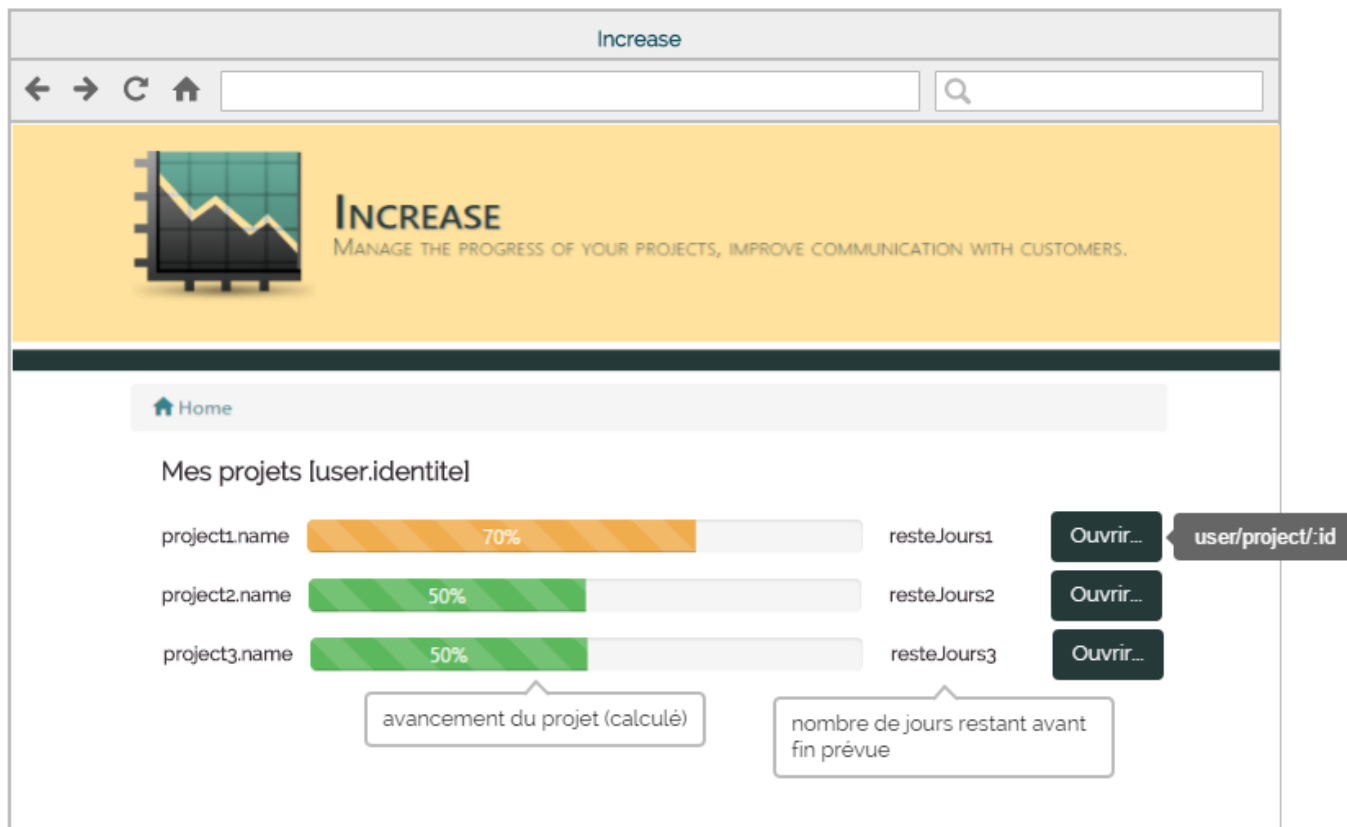 Increase
INCREASE
MANAGE THE PROGRESS OF YOUR PROJECTS, IMPROVE COMMUNICATION WITH CUSTOMERS.
Home
Mes projets [user.identite]
project1.name 70% resteJours1 Ouvrir... user/project/:id
project2.name 50% resteJours2 Ouvrir...
project3.name 50% resteJours3 Ouvrir...
avancement du projet (calculé)
nombre de jours restant avant
fin prévue